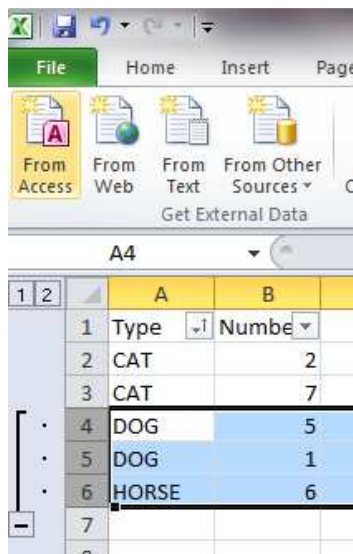 File Home Insert Page
From Access From Web From Text From Other Sources
Get External Data
A4
1 2 A B
1 Type Numbe
2 CAT 2
3 CAT 7
4 DOG 5
5 DOG 1
6 HORSE 6
7